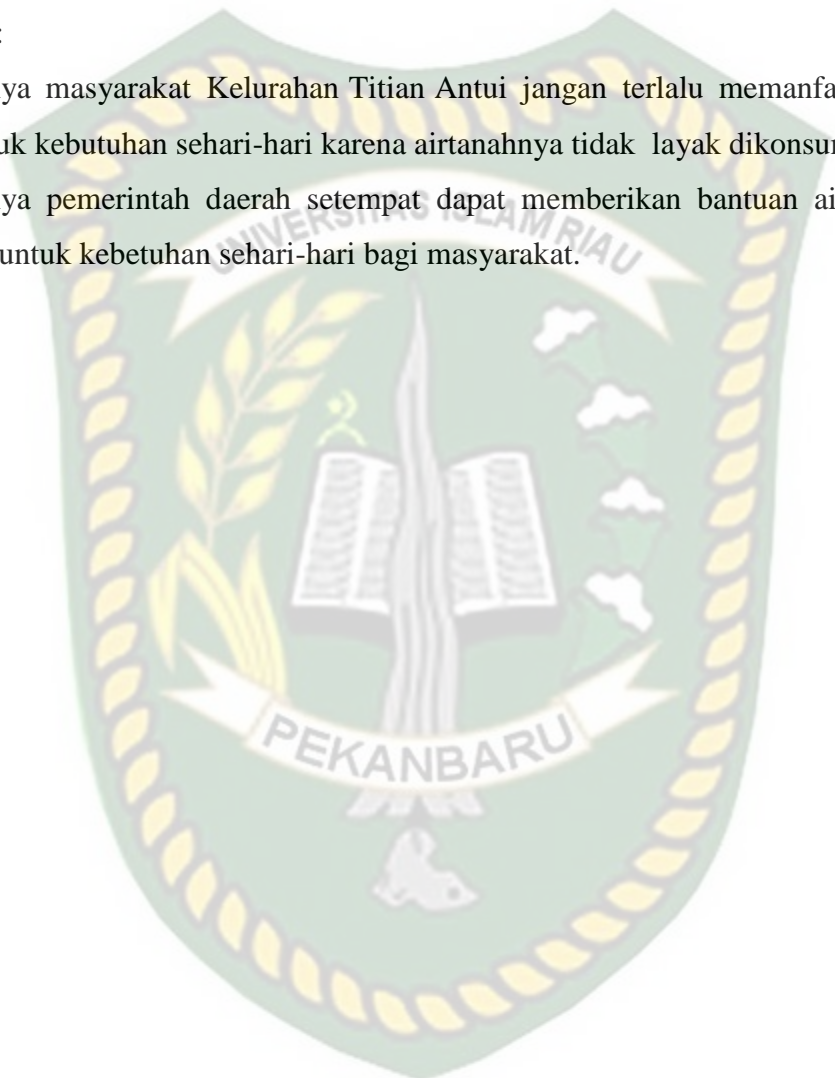 :
ya masyarakat Kelurahan Titian Antui jangan terlalu memanfa
uk kebutuhan sehari-hari karena airtanahnya tidak layak dikonsu
ya pemerintah daerah setempat dapat memberikan bantuan ai
untuk kebetuhan sehari-hari bagi masyarakat.
UNIVERSITAS ISLAM RIAU
PEKANBARU